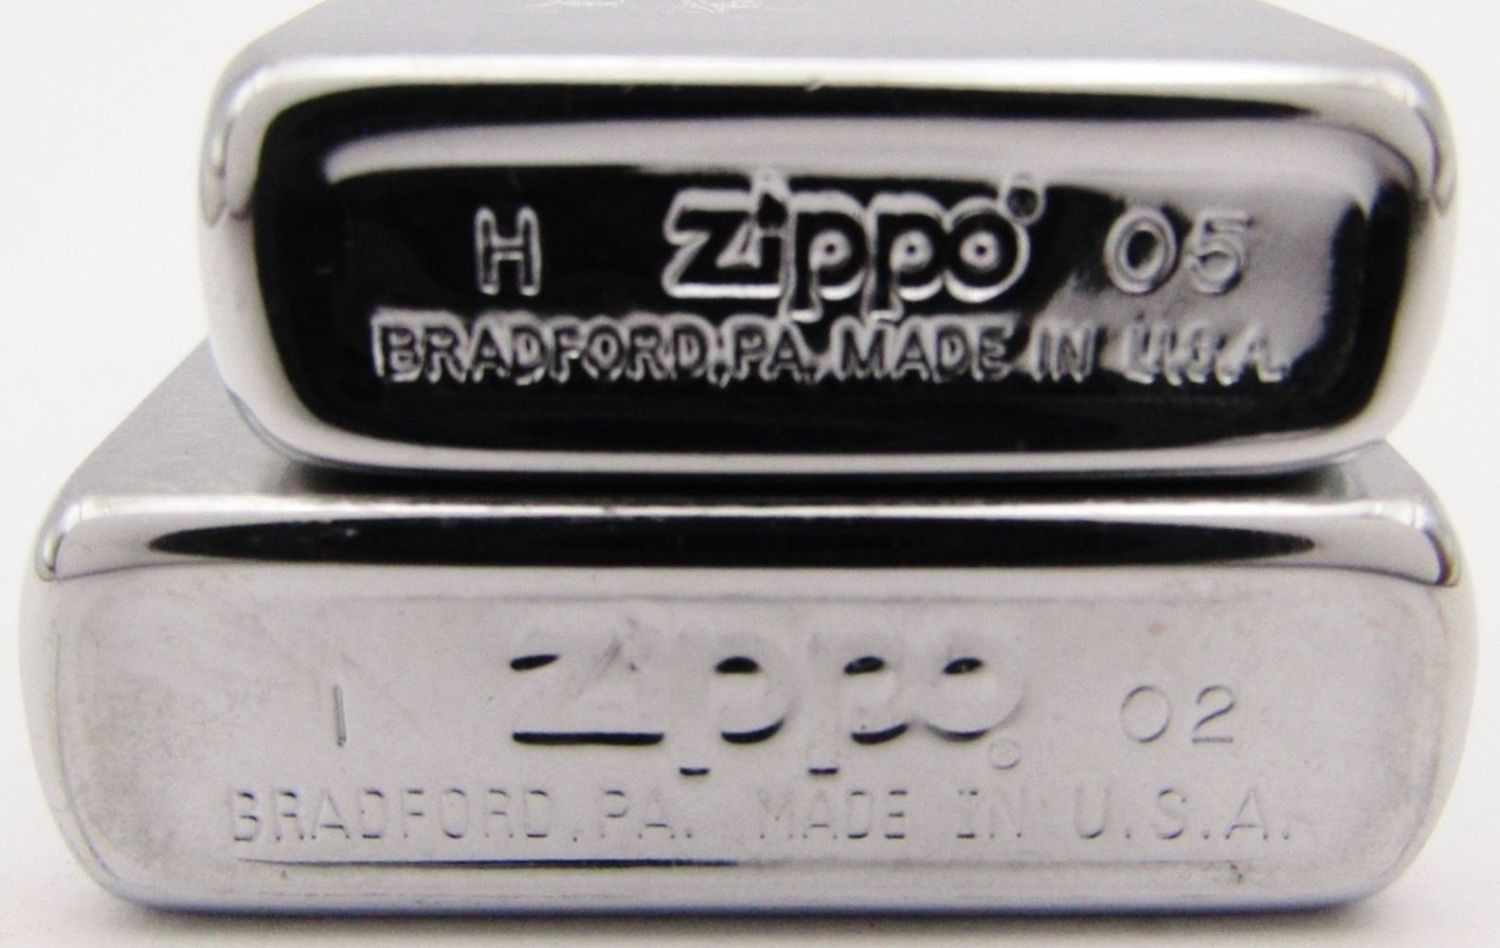 H zippo® 05
BRADFORD,PA. MADE IN U.S.A.
I zippo® 02
BRADFORD,PA. MADE IN U.S.A.